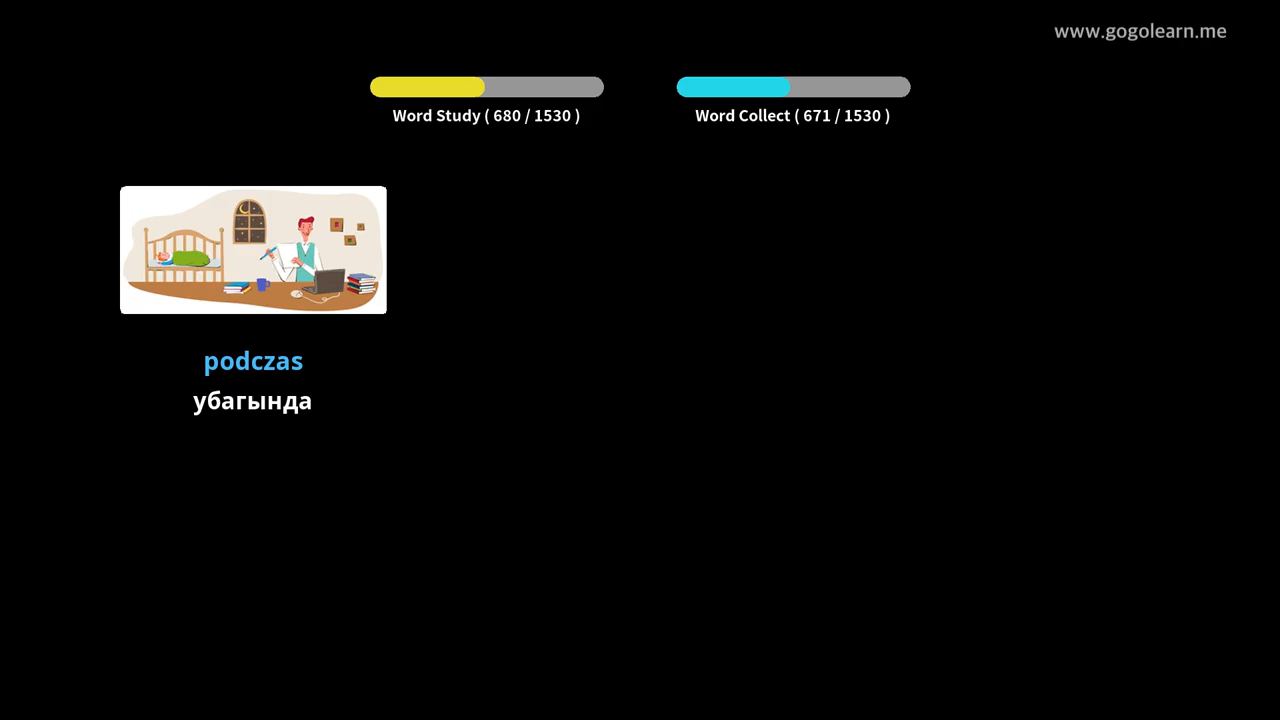 www.gogolearn.me
Word Study ( 680 / 1530 )
Word Collect ( 671 / 1530 )
podczas
убагында